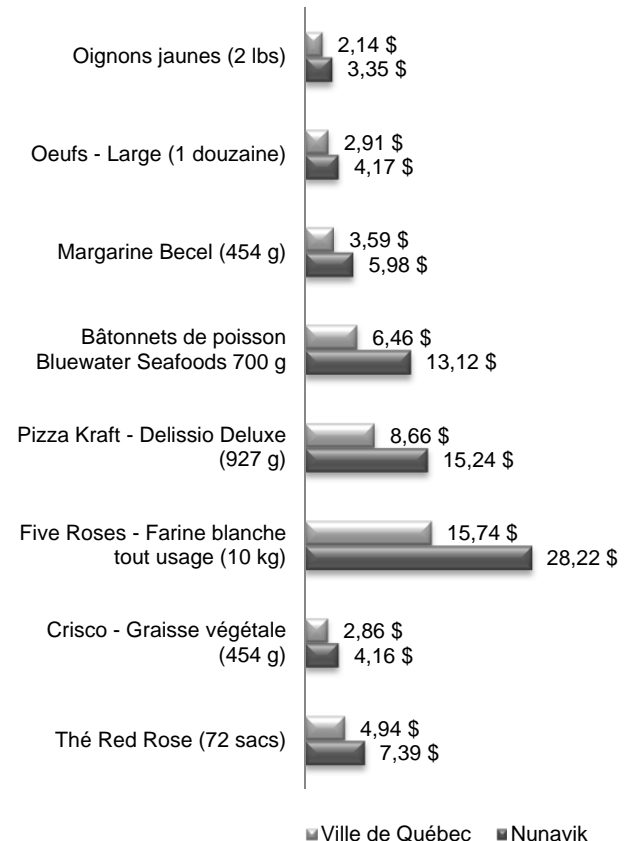 Oignons jaunes (2 lbs)
2,14 $
3,35 $
Oeufs - Large (1 douzaine)
2,91 $
4,17 $
Margarine Becel (454 g)
3,59 $
5,98 $
Bâtonnets de poisson
Bluewater Seafoods 700 g
6,46 $
13,12 $
Pizza Kraft - Delissio Deluxe
(927 g)
8,66 $
15,24 $
Five Roses - Farine blanche
tout usage (10 kg)
15,74 $
28,22 $
Crisco - Graisse végétale
(454 g)
2,86 $
4,16 $
Thé Red Rose (72 sacs)
4,94 $
7,39 $
Ville de Québec Nunavik